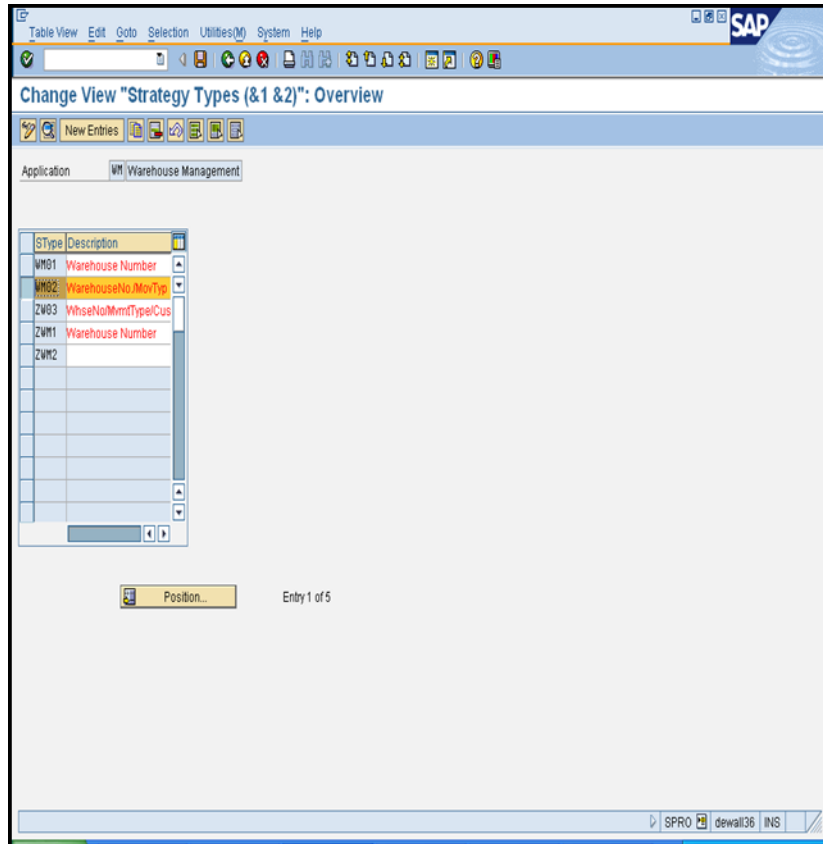 Table View Edit Goto Selection Utilities(M) System Help
SAP
Change View "Strategy Types (&1 &2)": Overview
New Entries
Application WM Warehouse Management
SType Description
WM01 Warehouse Number
WM02 WarehouseNo./MovTyp
ZW03 WhseNo/MvmtType/Cus
ZWM1 Warehouse Number
ZWM2
Position... Entry 1 of 5
SPRO dewall36 INS